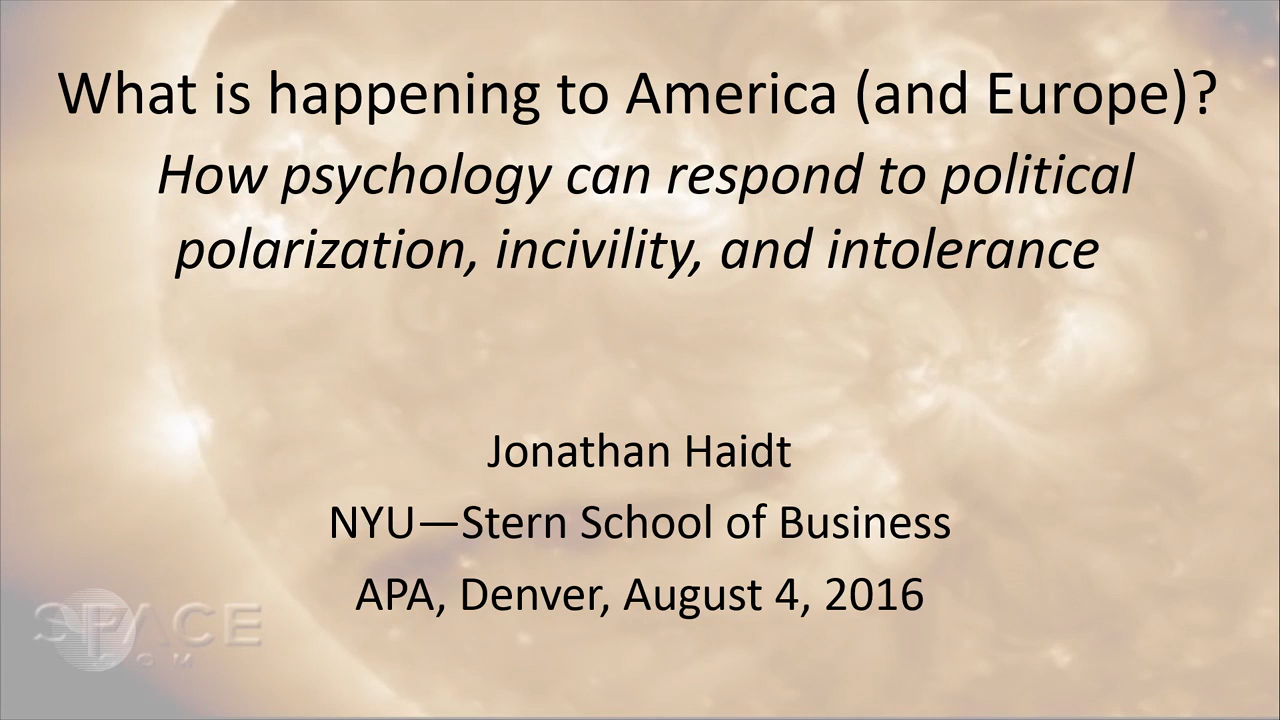 What is happening to America (and Europe)?
How psychology can respond to political
polarization, incivility, and intolerance
Jonathan Haidt
NYU—Stern School of Business
APA, Denver, August 4, 2016
SPACE
COM